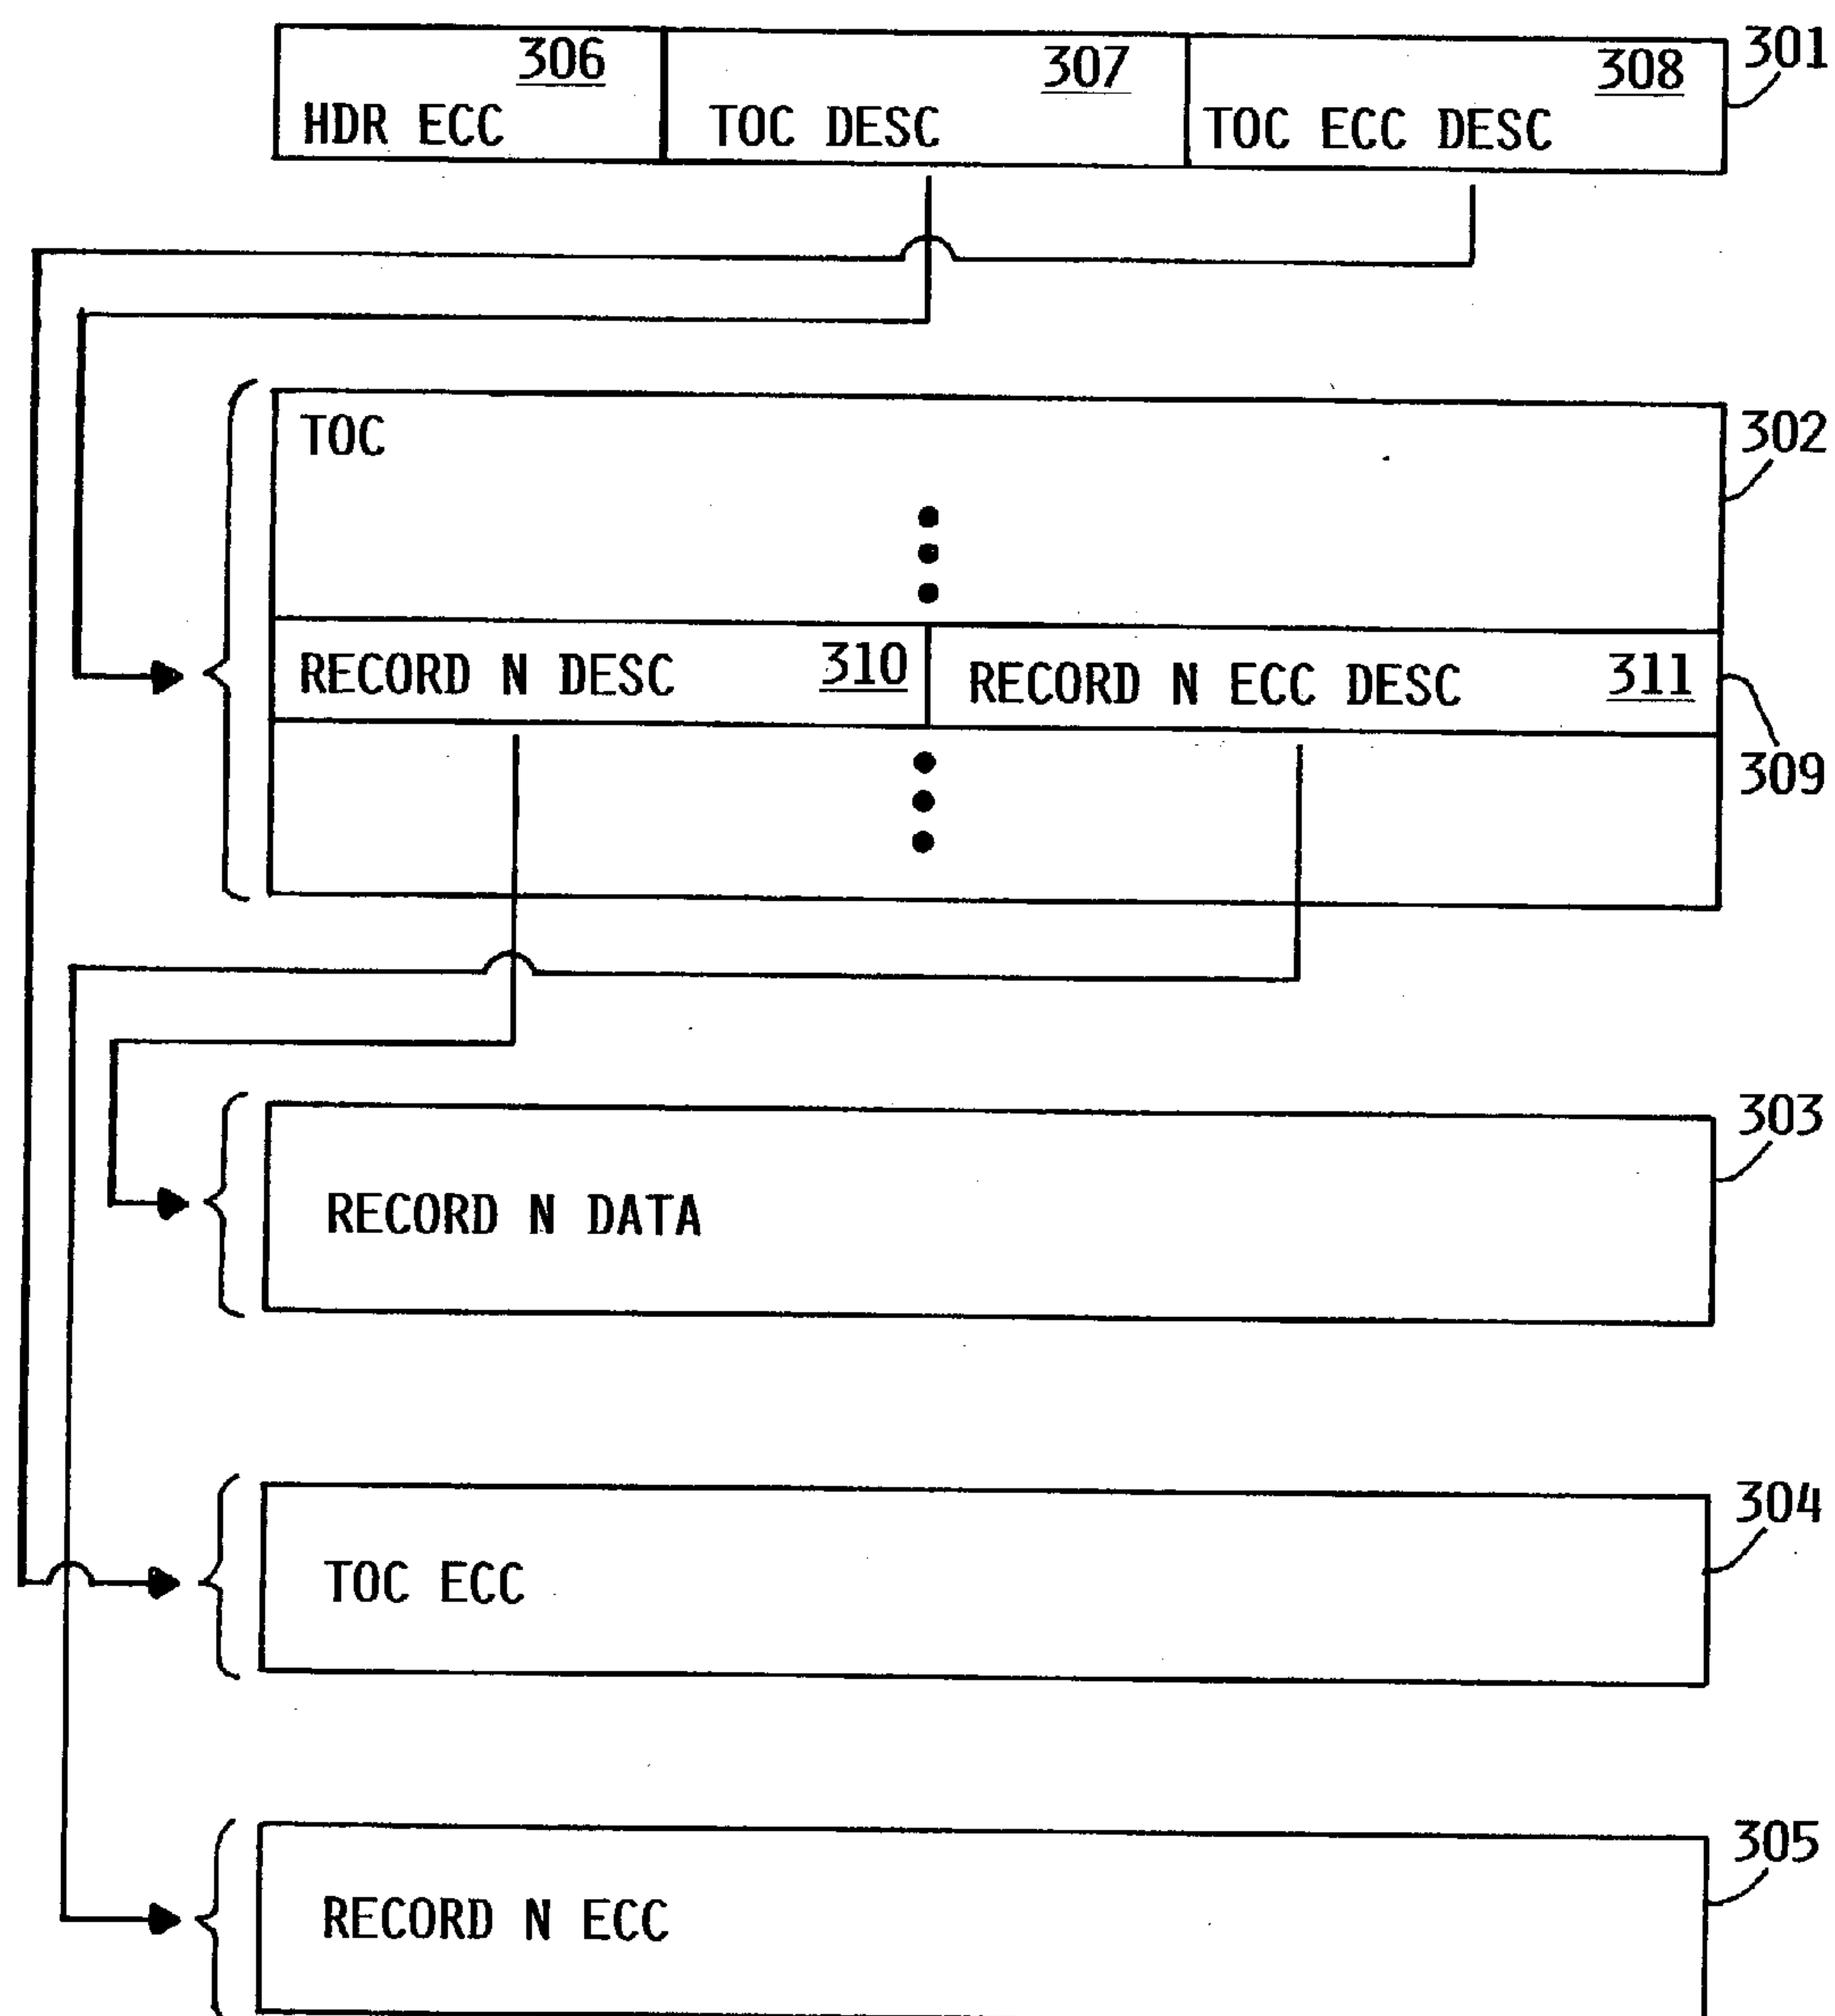 306 307 308 301
HDR ECC TOC DESC TOC ECC DESC
TOC 302
RECORD N DESC 310 RECORD N ECC DESC 311
309
303
RECORD N DATA
304
TOC ECC
305
RECORD N ECC